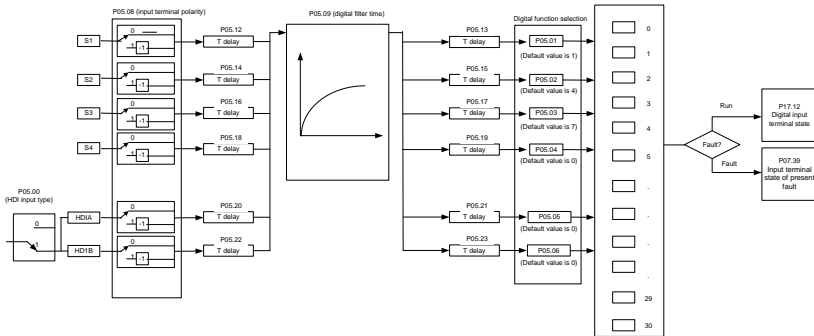 P05.08 (input terminal polarity)
P05.09 (digital filter time)
Digital function selection
S1
0
1
-1
P05.12
T delay
P05.13
T delay
P05.01
(Default value is 1)
S2
0
1
-1
P05.14
T delay
P05.15
T delay
P05.02
(Default value is 4)
S3
0
1
-1
P05.16
T delay
P05.17
T delay
P05.03
(Default value is 7)
S4
0
1
-1
P05.18
T delay
P05.19
T delay
P05.04
(Default value is 0)
P05.00
(HDI input type)
0
1
HDIA
0
1
-1
P05.20
T delay
P05.21
T delay
P05.05
(Default value is 0)
HD1B
0
1
-1
P05.22
T delay
P05.23
T delay
P05.06
(Default value is 0)
0
1
2
3
4
5
.
.
.
.
29
30
Fault?
Run
Fault
P17.12
Digital input
terminal state
P07.39
Input terminal
state of present
fault